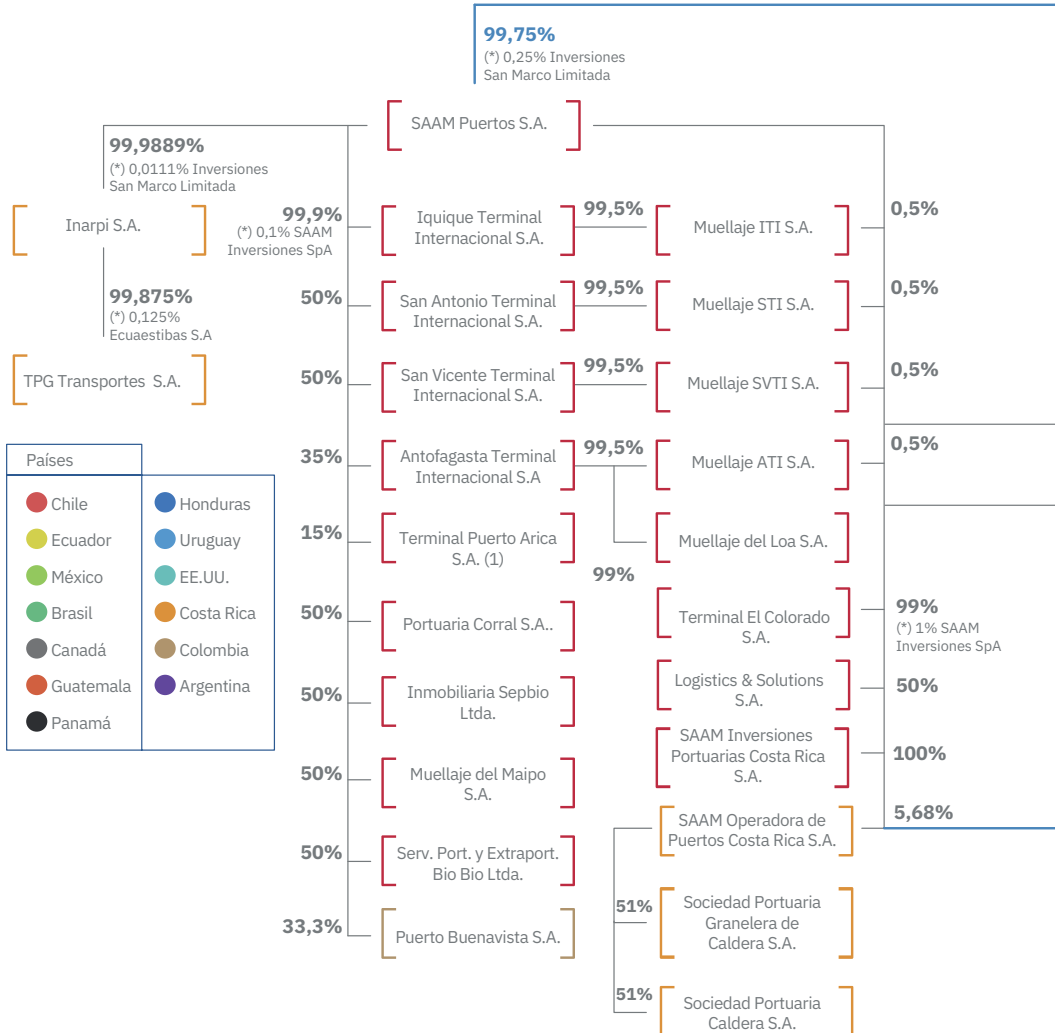 99,75%
(*) 0,25% Inversiones
San Marco Limitada
SAAM Puertos S.A.
99,9889%
(*) 0,0111% Inversiones
San Marco Limitada
Inarpi S.A.
99,875%
(*) 0,125%
Ecuaestibas S.A
TPG Transportes S.A.
99,9%
(*) 0,1% SAAM
Inversiones SpA
Iquique Terminal
Internacional S.A.
99,5%
Muellaje ITI S.A.
0,5%
50%
San Antonio Terminal
Internacional S.A.
99,5%
Muellaje STI S.A.
0,5%
50%
San Vicente Terminal
Internacional S.A.
99,5%
Muellaje SVTI S.A.
0,5%
35%
Antofagasta Terminal
Internacional S.A
99,5%
Muellaje ATI S.A.
0,5%
15%
Terminal Puerto Arica
S.A. (1)
99%
Muellaje del Loa S.A.
50%
Portuaria Corral S.A..
Terminal El Colorado
S.A.
99%
(*) 1% SAAM
Inversiones SpA
50%
Inmobiliaria Sepbio
Ltda.
Logistics & Solutions
S.A.
50%
50%
Muellaje del Maipo
S.A.
SAAM Inversiones
Portuarias Costa Rica
S.A.
100%
50%
Serv. Port. y Extraport.
Bio Bio Ltda.
SAAM Operadora de
Puertos Costa Rica S.A.
5,68%
33,3%
Puerto Buenavista S.A.
51%
Sociedad Portuaria
Granelera de
Caldera S.A.
51%
Sociedad Portuaria
Caldera S.A.
Países
Chile
Ecuador
México
Brasil
Canadá
Guatemala
Panamá
Honduras
Uruguay
EE.UU.
Costa Rica
Colombia
Argentina